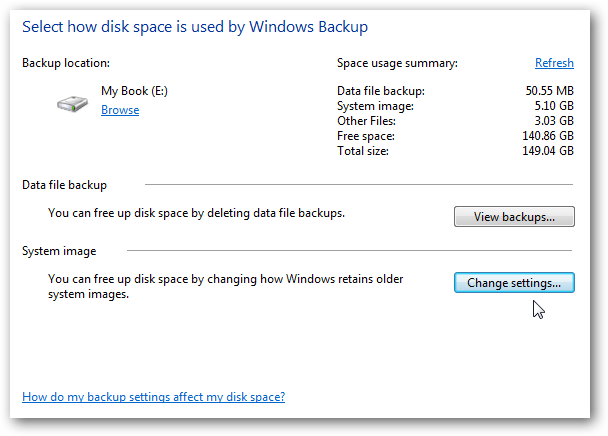 Select how disk space is used by Windows Backup
Backup location:
My Book (E:)
Browse
Space usage summary: Refresh
Data file backup: 50.55 MB
System image: 5.10 GB
Other Files: 3.03 GB
Free space: 140.86 GB
Total size: 149.04 GB
Data file backup
You can free up disk space by deleting data file backups.
View backups...
System image
You can free up disk space by changing how Windows retains older
system images.
Change settings...
How do my backup settings affect my disk space?